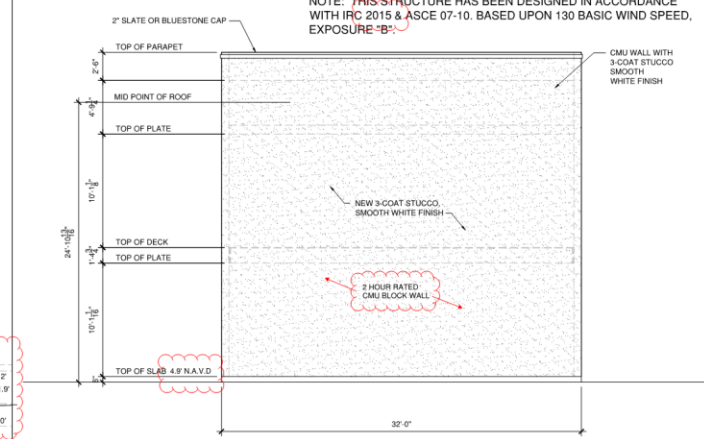 NOTE: THIS STRUCTURE HAS BEEN DESIGNED IN ACCORDANCE
WITH IRC 2015 & ASCE 07-10. BASED UPON 130 BASIC WIND SPEED,
EXPOSURE "B".
2" SLATE OR BLUESTONE CAP
TOP OF PARAPET
CMU WALL WITH
3-COAT STUCCO
SMOOTH
WHITE FINISH
2'-6"
MID POINT OF ROOF
TOP OF PLATE
NEW 3-COAT STUCCO,
SMOOTH WHITE FINISH
TOP OF DECK
TOP OF PLATE
2 HOUR RATED
CMU BLOCK WALL
TOP OF SLAB 4.9' N.A.V.D
2'
.9'
0'
32'-0"